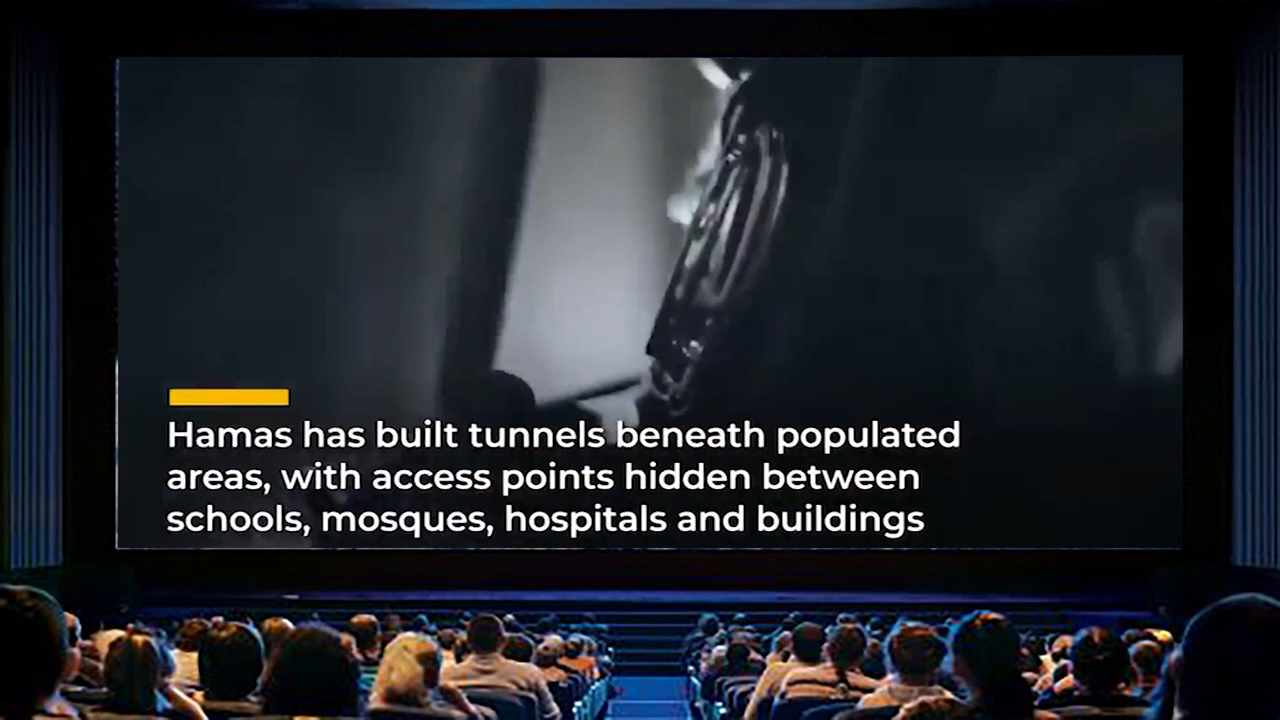 Hamas has built tunnels beneath populated
areas, with access points hidden between
schools, mosques, hospitals and buildings